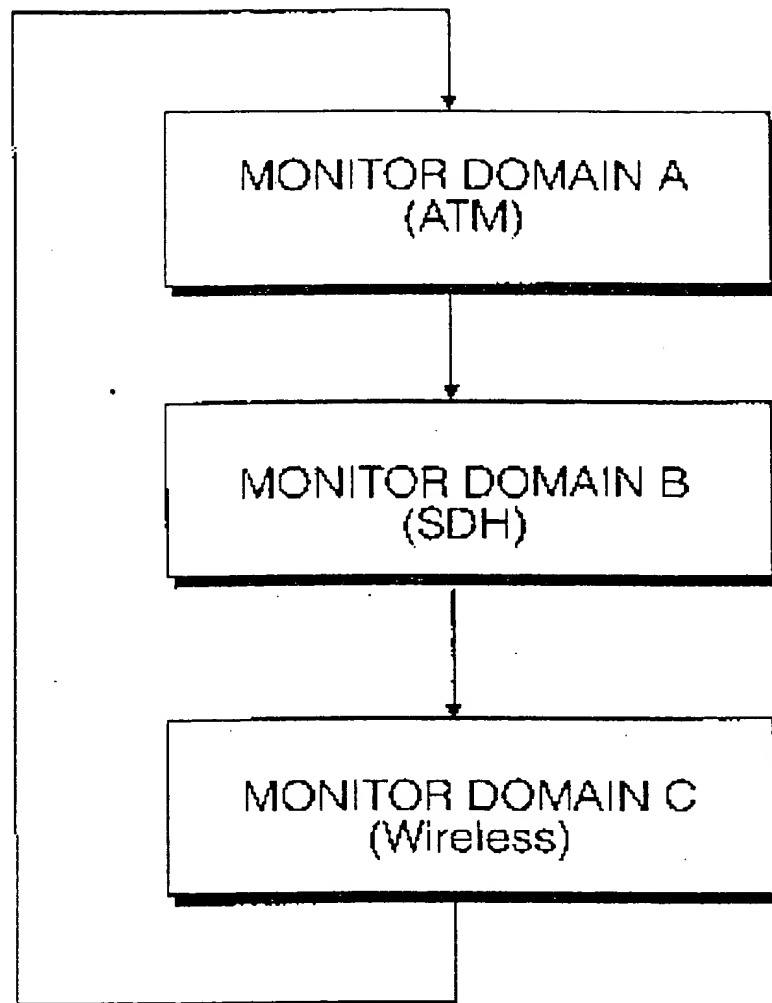 MONITOR DOMAIN A
(ATM)
MONITOR DOMAIN B
(SDH)
MONITOR DOMAIN C
(Wireless)